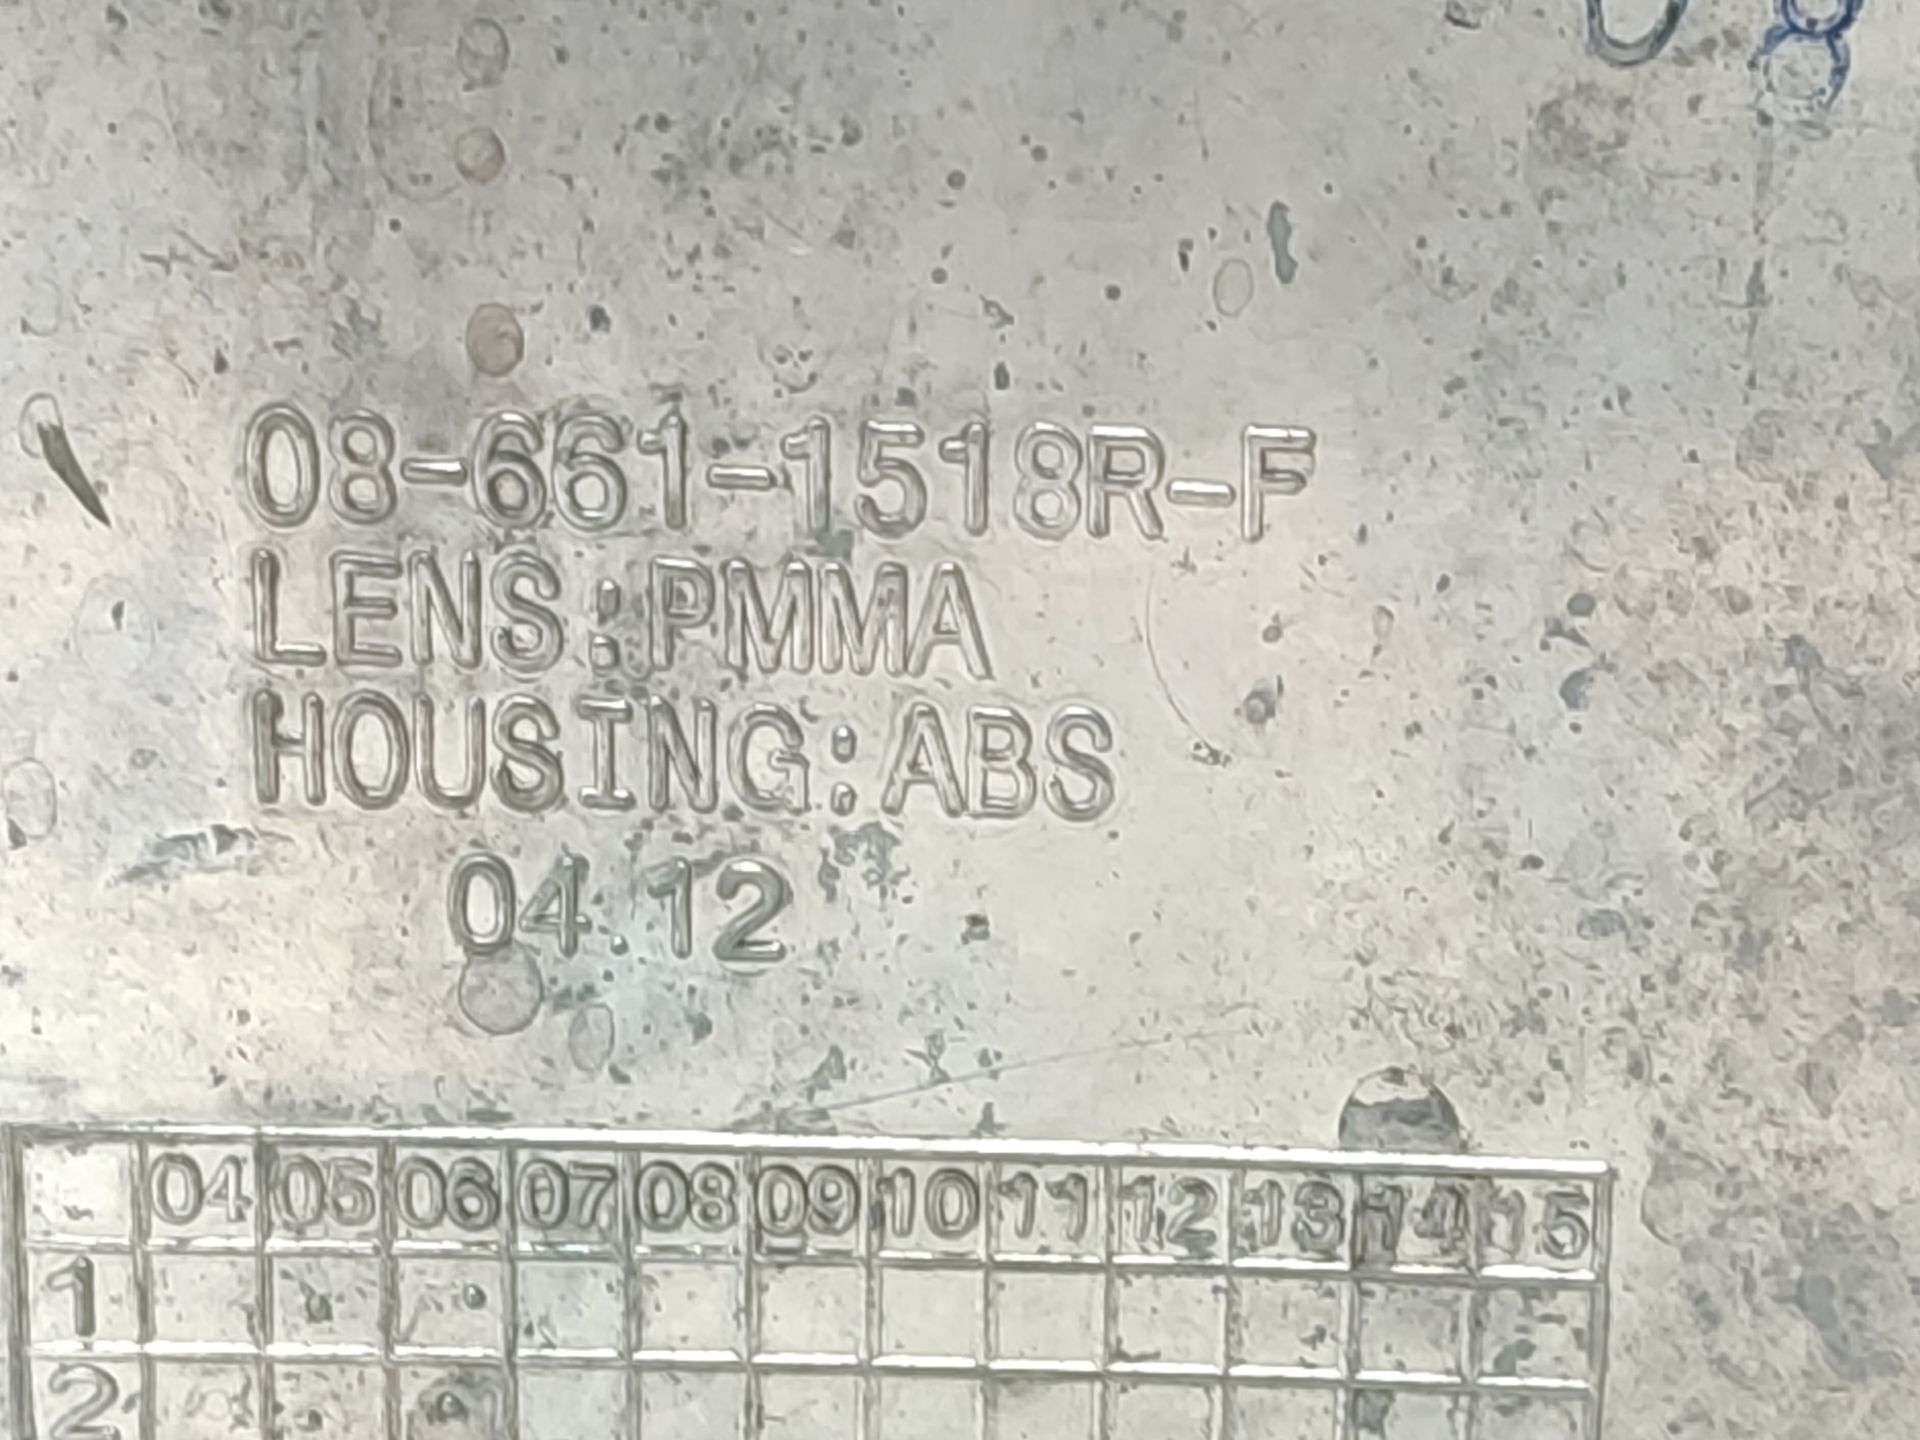 08-661-1518R-F
LENS:PMMA
HOUSING:ABS
04.12
04 05 06 07 08 09 10 11 12 13 14 15
1
2